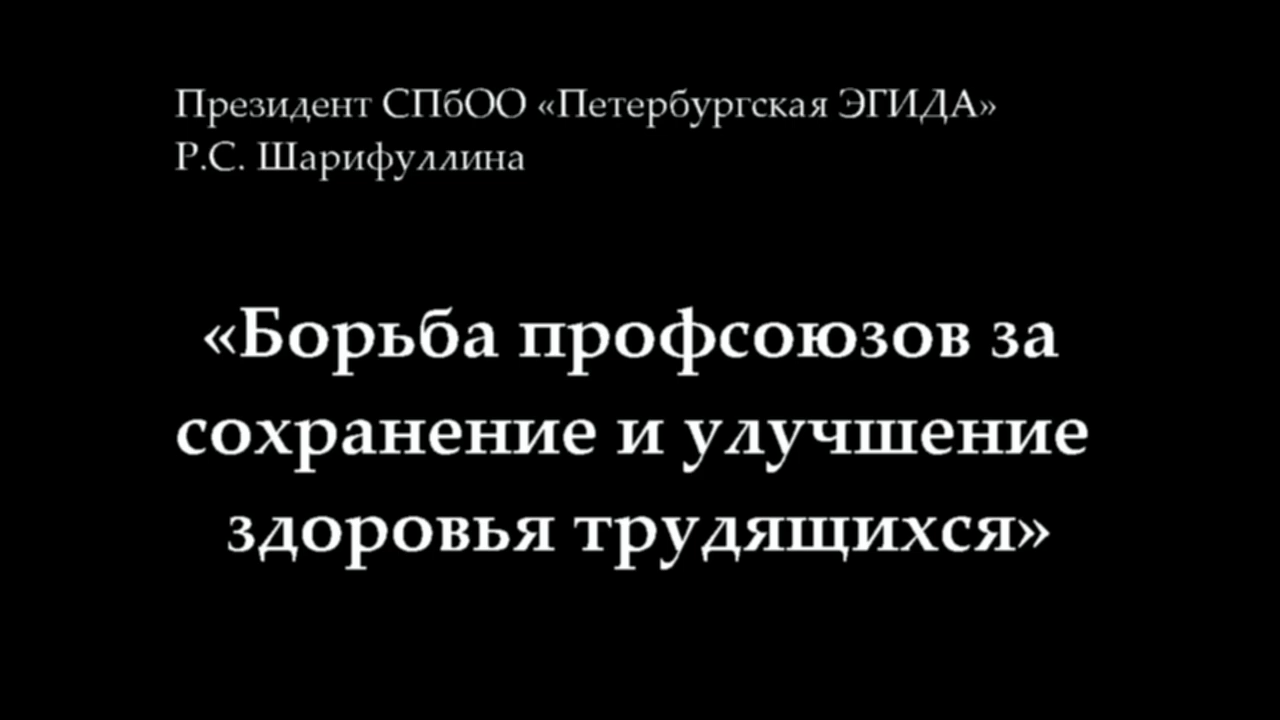 Президент СПбОО «Петербургская ЭГИДА»
Р.С. Шарифуллина
«Борьба профсоюзов за
сохранение и улучшение
здоровья трудящихся»